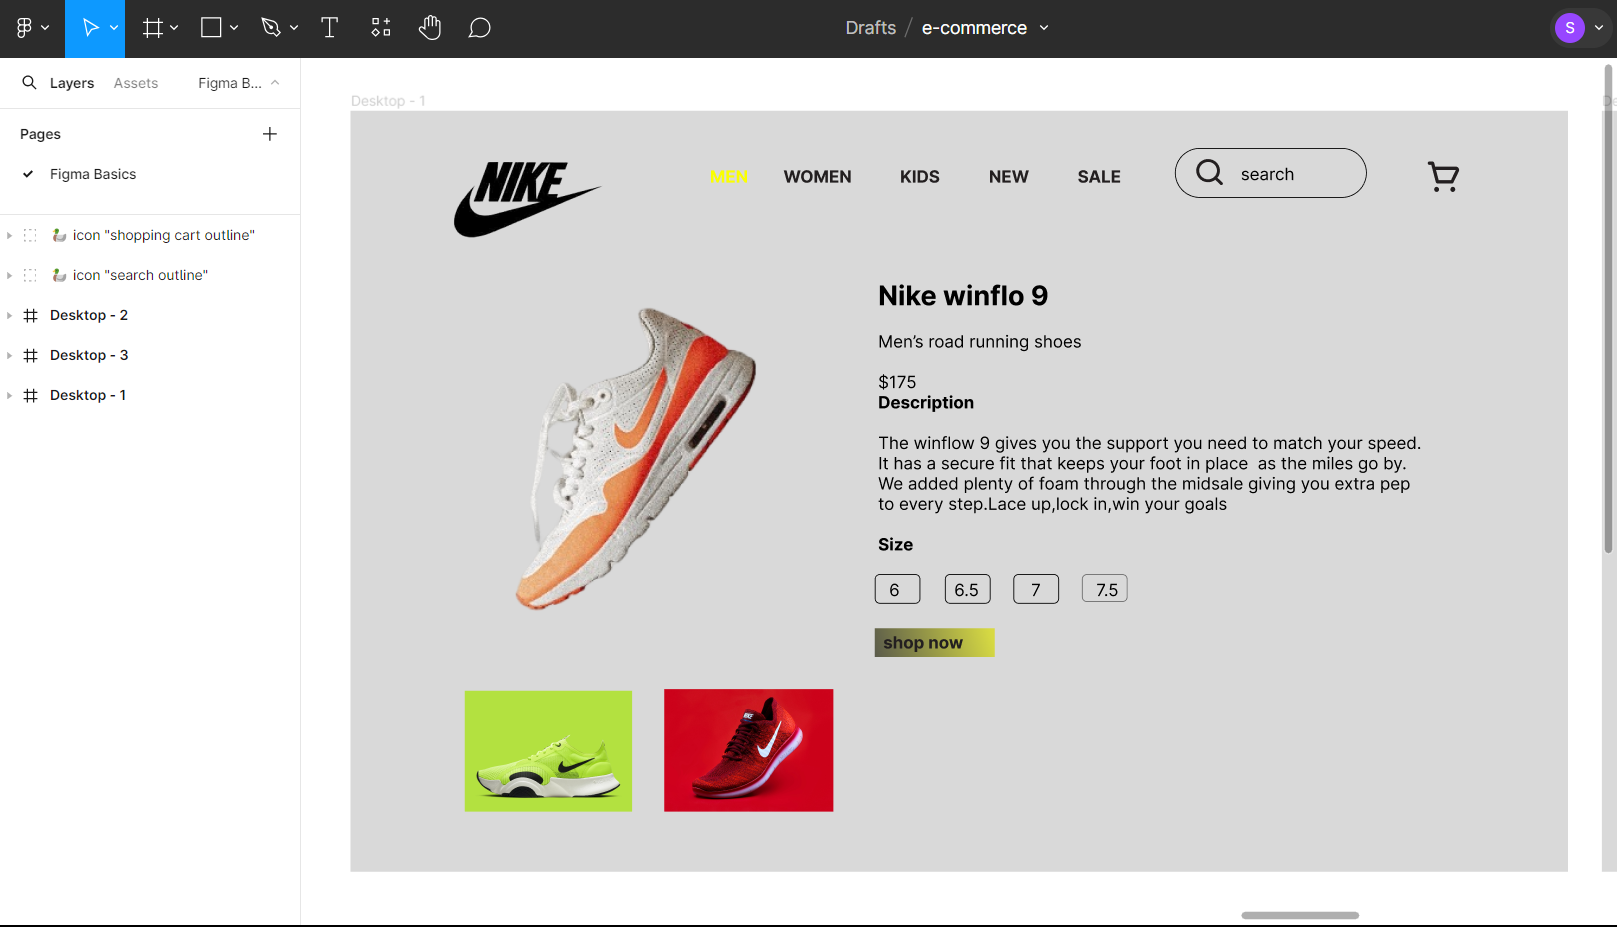 Drafts / e-commerce
S
Layers Assets Figma B...
Pages
Figma Basics
icon "shopping cart outline"
icon "search outline"
Desktop - 2
Desktop - 3
Desktop - 1
Desktop - 1
NIKE
MEN WOMEN KIDS NEW SALE
search
Nike winflo 9
Men’s road running shoes
$175
Description
The winflow 9 gives you the support you need to match your speed.
It has a secure fit that keeps your foot in place  as the miles go by.
We added plenty of foam through the midsale giving you extra pep
to every step.Lace up,lock in,win your goals
Size
6 6.5 7 7.5
shop now
NIKE